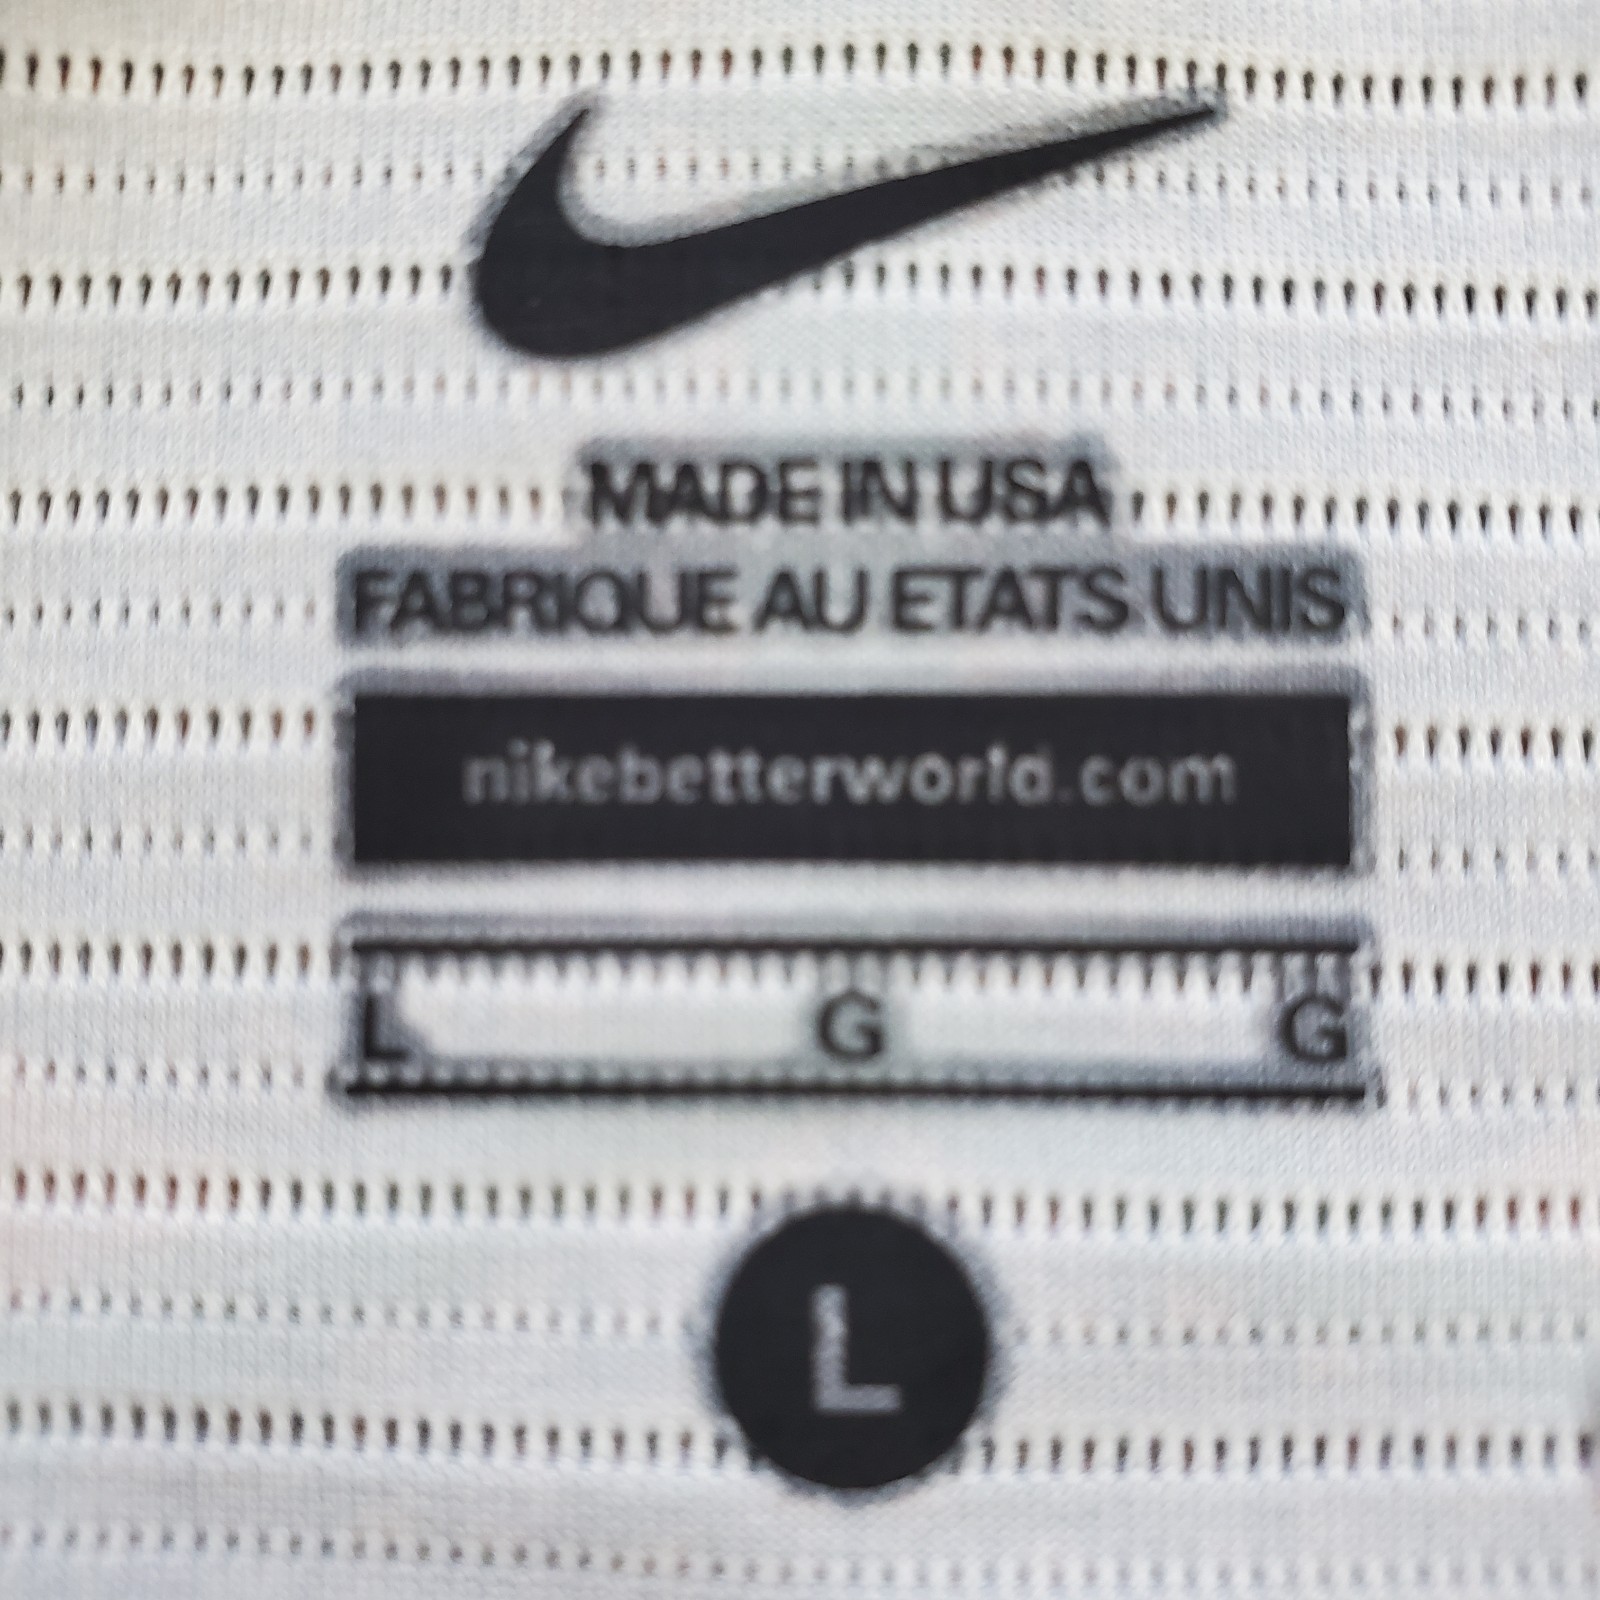 MADE IN USA
FABRIQUE AU ETATS UNIS
nikebetterworld.com
L G G
L